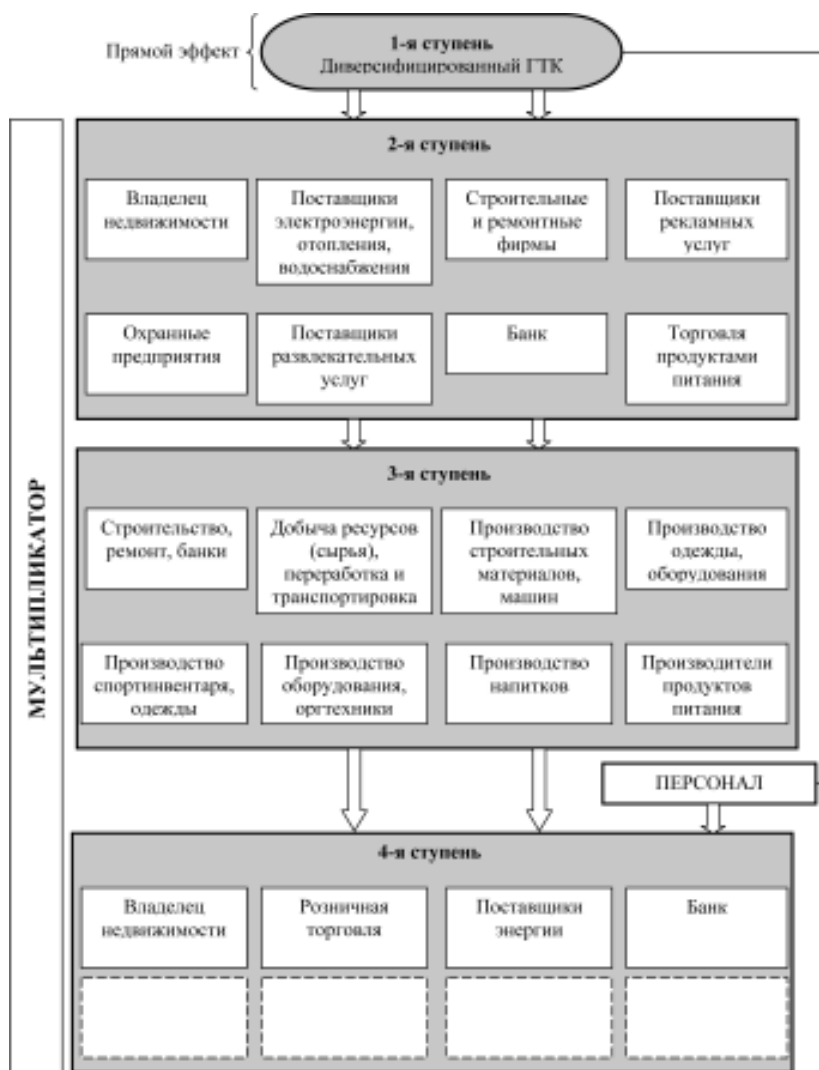 Прямой эффект
1-я ступень
Диверсифицированный ГТК
МУЛЬТИПЛИКАТОР
2-я ступень
Владелец
недвижимости
Поставщики
электроэнергии,
отопления,
водоснабжения
Строительные
и ремонтные
фирмы
Поставщики
рекламных
услуг
Охранные
предприятия
Поставщики
развлекательных
услуг
Банк
Торговля
продуктами
питания
3-я ступень
Строительство,
ремонт, банки
Добыча ресурсов
(сырья),
переработка и
транспортировка
Производство
строительных
материалов,
машин
Производство
одежды,
оборудования
Производство
спортинвентаря,
одежды
Производство
оборудования,
оргтехники
Производство
напитков
Производители
продуктов
питания
ПЕРСОНАЛ
4-я ступень
Владелец
недвижимости
Розничная
торговля
Поставщики
энергии
Банк